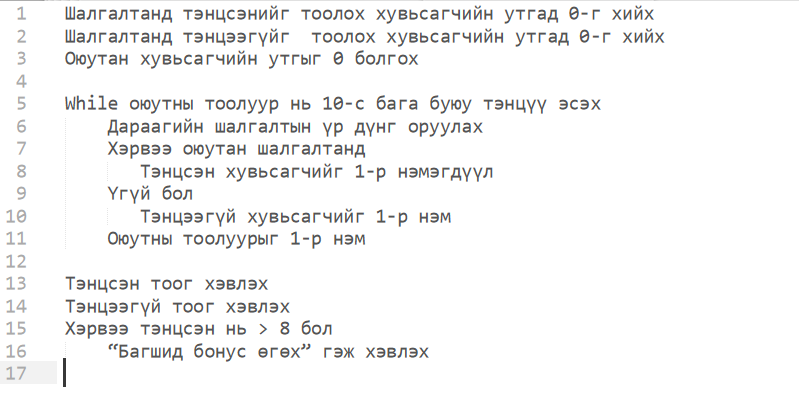 1 Шалгалтанд тэнцсэнийг тоолох хувьсагчийн утгад 0-г хийх
2 Шалгалтанд тэнцээгүйг тоолох хувьсагчийн утгад 0-г хийх
3 Оюутан хувьсагчийн утгыг 0 болгох
4
5 While оюутны тоолуур нь 10-с бага буюу тэнцүү эсэх
6 Дараагийн шалгалтын үр дүнг оруулах
7 Хэрвээ оюутан шалгалтанд
8 Тэнцсэн хувьсагчийг 1-р нэмэгдүүл
9 Үгүй бол
10 Тэнцээгүй хувьсагчийг 1-р нэм
11 Оюутны тоолуурыг 1-р нэм
12
13 Тэнцсэн тоог хэвлэх
14 Тэнцээгүй тоог хэвлэх
15 Хэрвээ тэнцсэн нь > 8 бол
16 “Багшид бонус өгөх” гэж хэвлэх
17